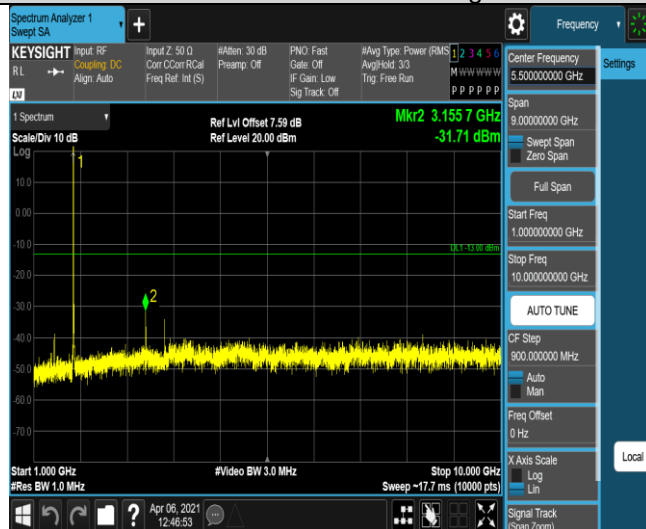 Spectrum Analyzer 1
Swept SA
+
Frequency
KEYSIGHT
RL
LXI
Input: RF
Coupling: DC
Align: Auto
Input Z: 50 Ω
Corr CCorr RCal
Freq Ref: Int (S)
#Atten: 30 dB
Preamp: Off
PNO: Fast
Gate: Off
IF Gain: Low
Sig Track: Off
#Avg Type: Power (RMS
Avg|Hold: 3/3
Trig: Free Run
1 2 3 4 5 6
M W W W W W
P P P P P P
1 Spectrum
Scale/Div 10 dB
Log
Ref Lvl Offset 7.59 dB
Ref Level 20.00 dBm
Mkr2 3.155 7 GHz
-31.71 dBm
1
10.0
0.00
-10.0
DL1 -13.00 dBm
-20.0
2
-30.0
-40.0
-50.0
-60.0
-70.0
Start 1.000 GHz
#Res BW 1.0 MHz
#Video BW 3.0 MHz
Stop 10.000 GHz
Sweep ~17.7 ms (10000 pts)
Center Frequency
5.500000000 GHz
Span
9.00000000 GHz
Swept Span
Zero Span
Full Span
Start Freq
1.000000000 GHz
Stop Freq
10.000000000 GHz
AUTO TUNE
CF Step
900.000000 MHz
Auto
Man
Freq Offset
0 Hz
X Axis Scale
Log
Lin
Signal Track
(Span Zoom)
Settings
Local
?
Apr 06, 2021
12:46:53